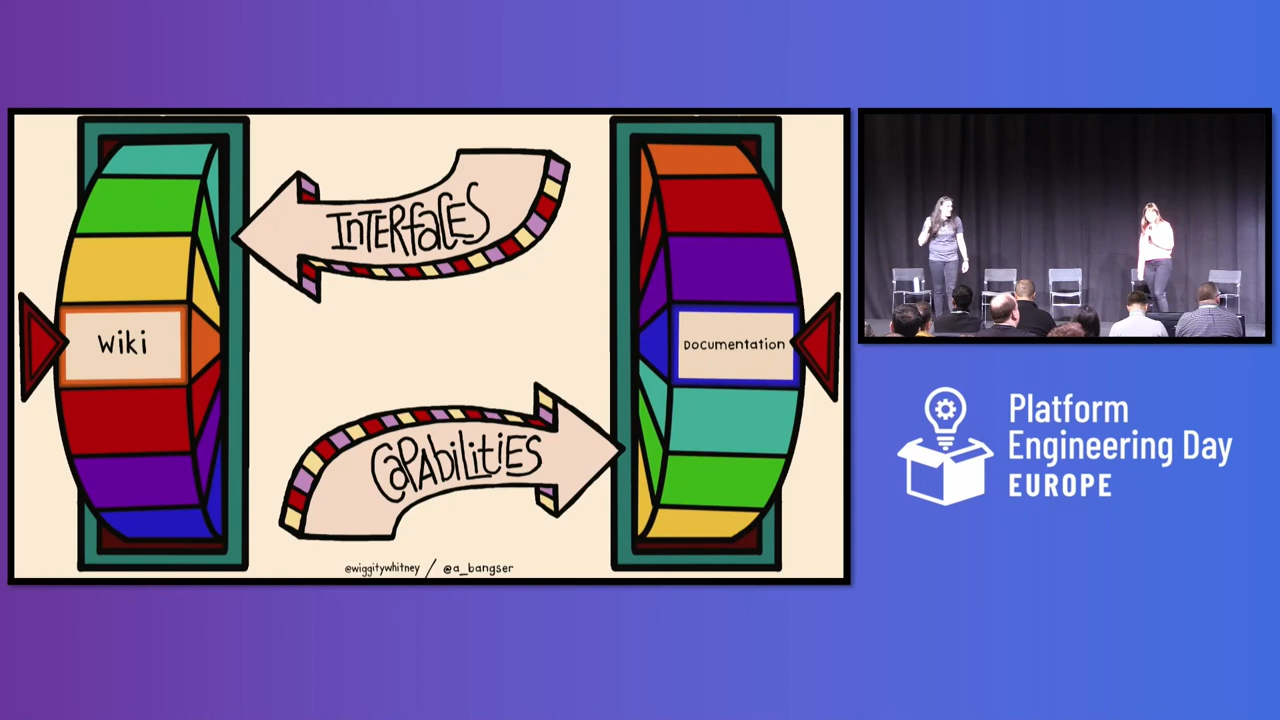 INTERFACES
Wiki
Documentation
CAPABILITIES
@wiggitywhitney / @a_bangser
Platform
Engineering Day
EUROPE